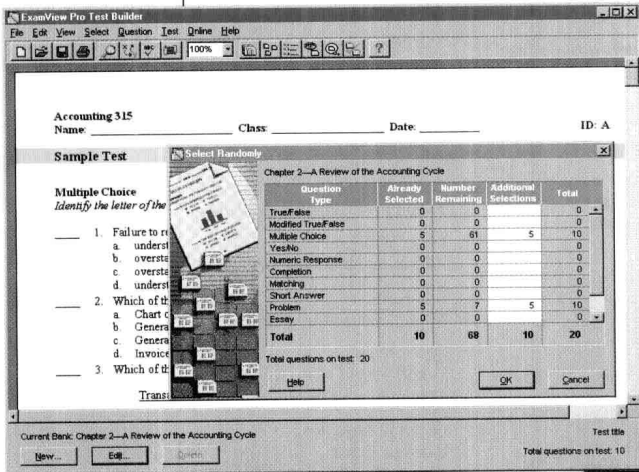 ExamView Pro Test Builder
File Edit View Select Question Test Online Help
100%
Accounting 315
Name: Class: Date: ID: A
Sample Test
Multiple Choice
Identify the letter of the
1. Failure to re
a. underst
b. oversta
c. oversta
d. underst
2. Which of th
a. Chart o
b. Genera
c. Genera
d. Invoice
3. Which of th
Transa
Select Randomly
Chapter 2—A Review of the Accounting Cycle
Question Type Already Selected Number Remaining Additional Selections Total
True/False 0 0 0
Modified True/False 0 0 0
Multiple Choice 5 61 5 10
Yes/No 0 0 0
Numeric Response 0 0 0
Completion 0 0 0
Matching 0 0 0
Short Answer 0 0 0
Problem 5 7 5 10
Essay 0 0 0
Total 10 68 10 20
Total questions on test: 20
Help OK Cancel
Current Bank: Chapter 2—A Review of the Accounting Cycle Test title
New... Edit... Delete Total questions on test: 10